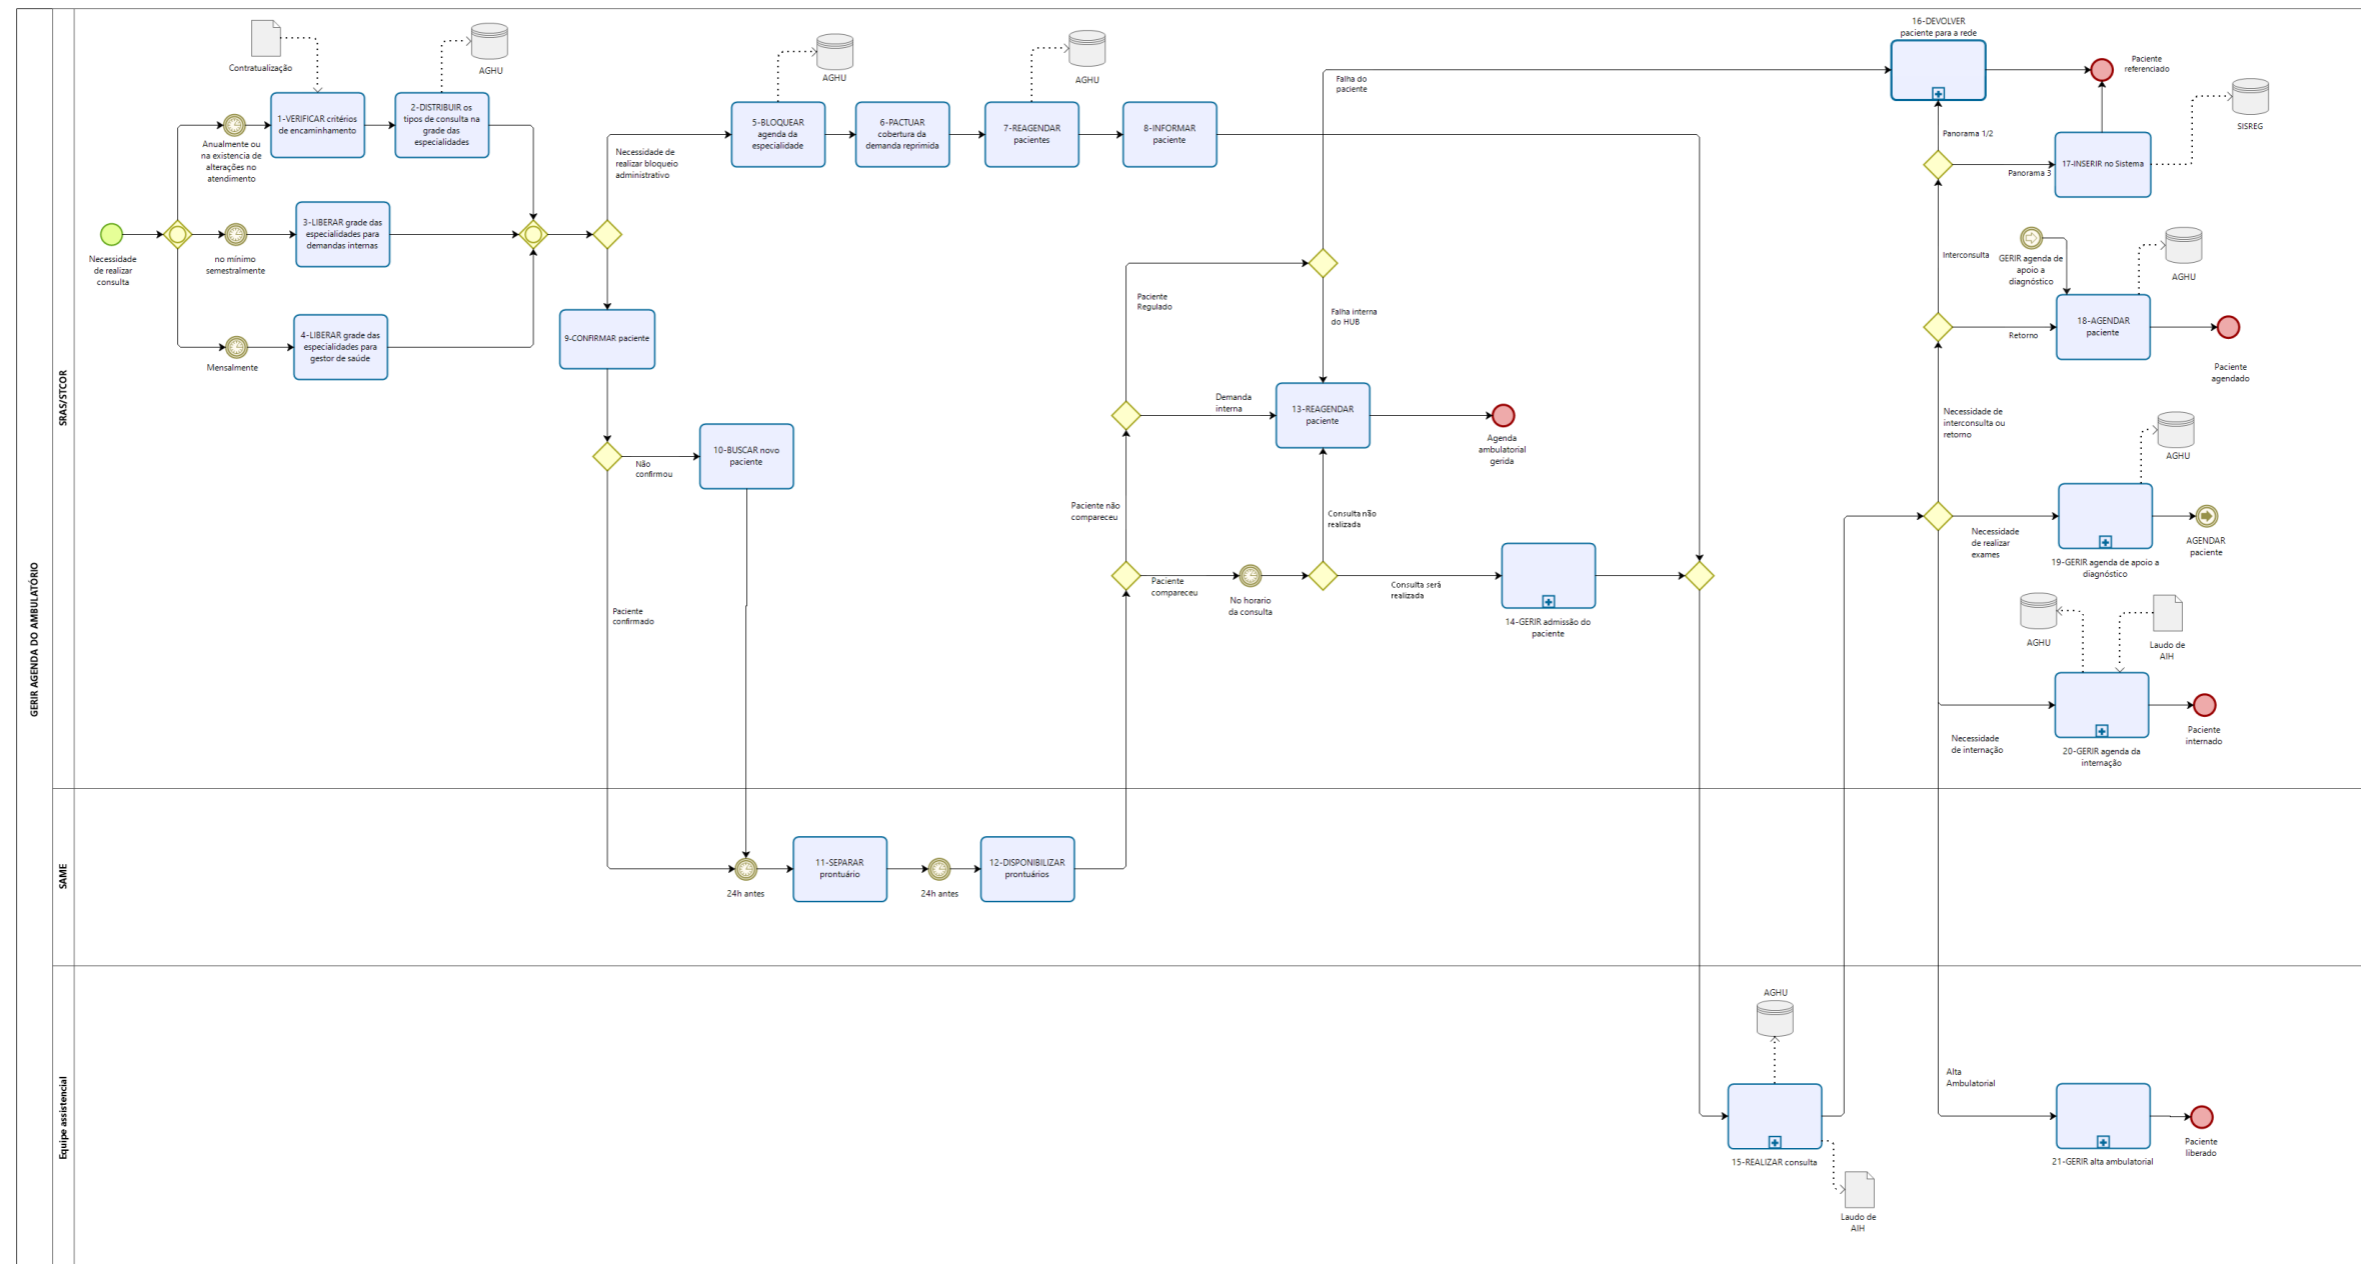 GERIR AGENDA DO AMBULATÓRIO
SRAS/STCOR
Contratualização
AGHU
1-VERIFICAR critérios
de encaminhamento
2-DISTRIBUIR os
tipos de consulta na
grade das
especialidades
Anualmente ou
na existencia de
alterações no
atendimento
Necessidade
de realizar
consulta
no mínimo
semestralmente
3-LIBERAR grade das
especialidades para
demandas internas
Mensalmente
4-LIBERAR grade das
especialidades para
gestor de saúde
Necessidade de
realizar bloqueio
administrativo
AGHU
5-BLOQUEAR
agenda da
especialidade
6-PACTUAR
cobertura da
demanda reprimida
AGHU
7-REAGENDAR
pacientes
8-INFORMAR
paciente
9-CONFIRMAR paciente
Não
confirmou
10-BUSCAR novo
paciente
Paciente
confirmado
Falha do
paciente
Paciente
Regulado
Falha interna
do HUB
Demanda
interna
13-REAGENDAR
paciente
Agenda
ambulatorial
gerida
Paciente não
compareceu
Consulta não
realizada
Paciente
compareceu
No horario
da consulta
Consulta será
realizada
14-GERIR admissão do
paciente
16-DEVOLVER
paciente para a rede
Paciente
referenciado
Panorama 1/2
Panorama 3
17-INSERIR no Sistema
SISREG
Interconsulta
GERIR agenda de
apoio a
diagnóstico
AGHU
18-AGENDAR
paciente
Retorno
Paciente
agendado
Necessidade de
interconsulta ou
retorno
AGHU
Necessidade
de realizar
exames
19-GERIR agenda de apoio a
diagnóstico
AGENDAR
paciente
AGHU
Laudo de
AIH
Necessidade
de internação
20-GERIR agenda da
internação
Paciente
internado
SAME
24h antes
11-SEPARAR
prontuário
24h antes
12-DISPONIBILIZAR
prontuários
Equipe assistencial
AGHU
15-REALIZAR consulta
Laudo de
AIH
Alta
Ambulatorial
21-GERIR alta ambulatorial
Paciente
liberado